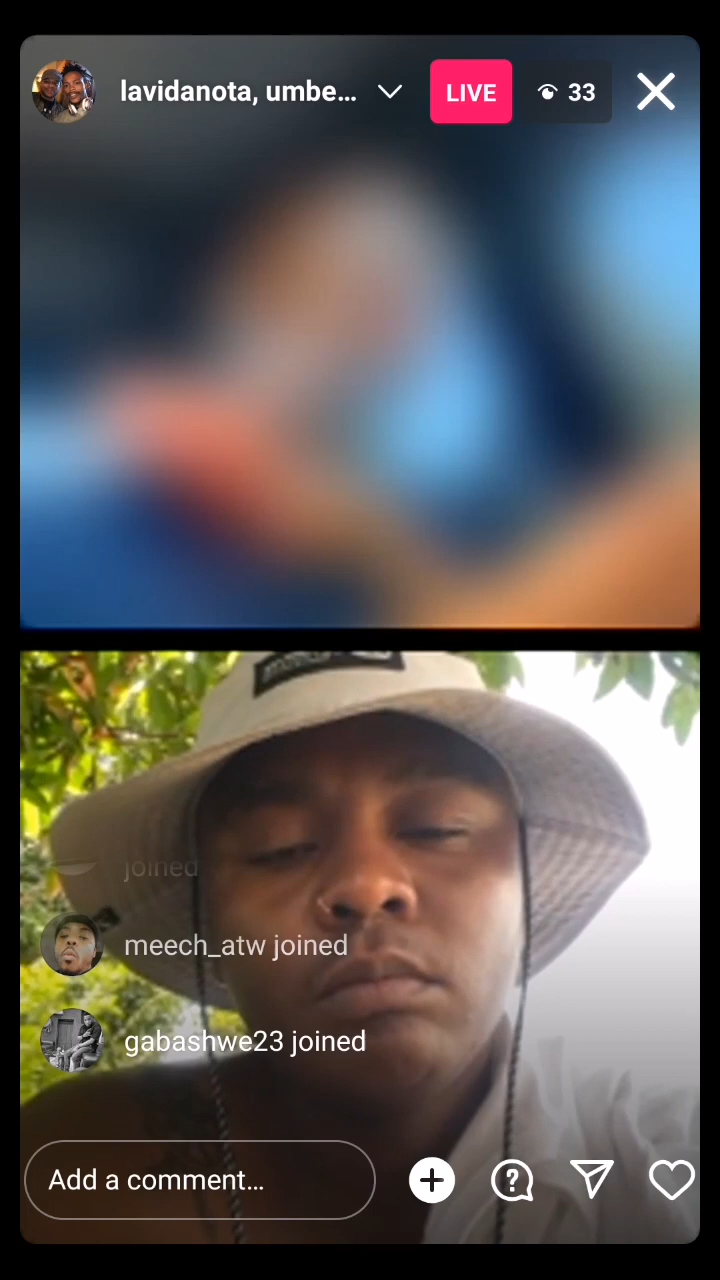 lavidanota, umbe...
LIVE
33
joined
meech_atw joined
gabashwe23 joined
Add a comment...